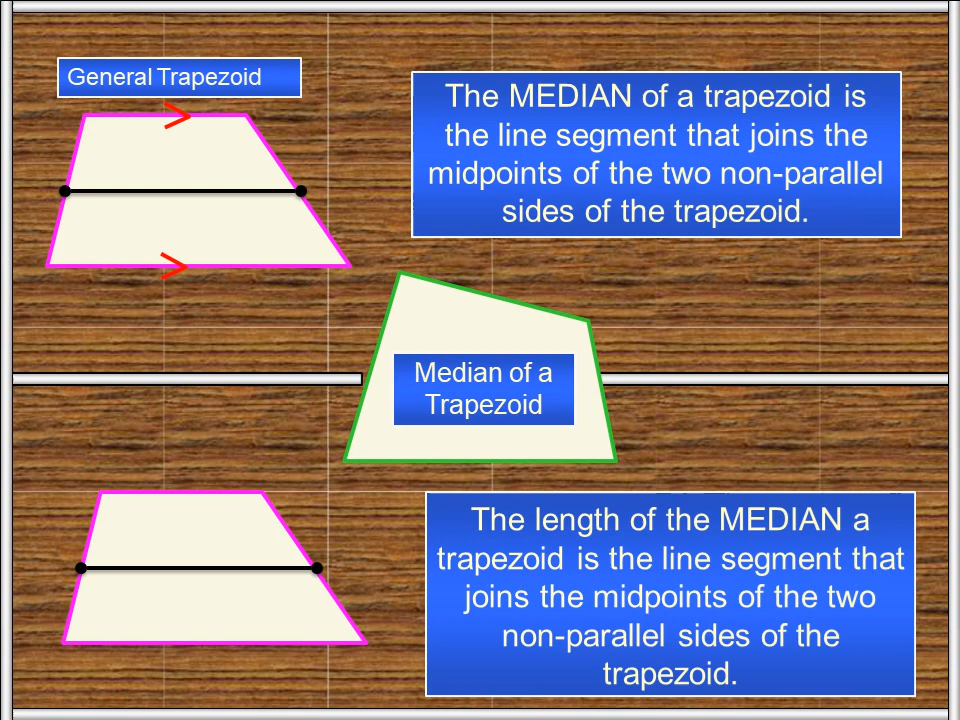 General Trapezoid
The MEDIAN of a trapezoid is
the line segment that joins the
midpoints of the two non-parallel
sides of the trapezoid.
Median of a
Trapezoid
The length of the MEDIAN a
trapezoid is the line segment that
joins the midpoints of the two
non-parallel sides of the
trapezoid.